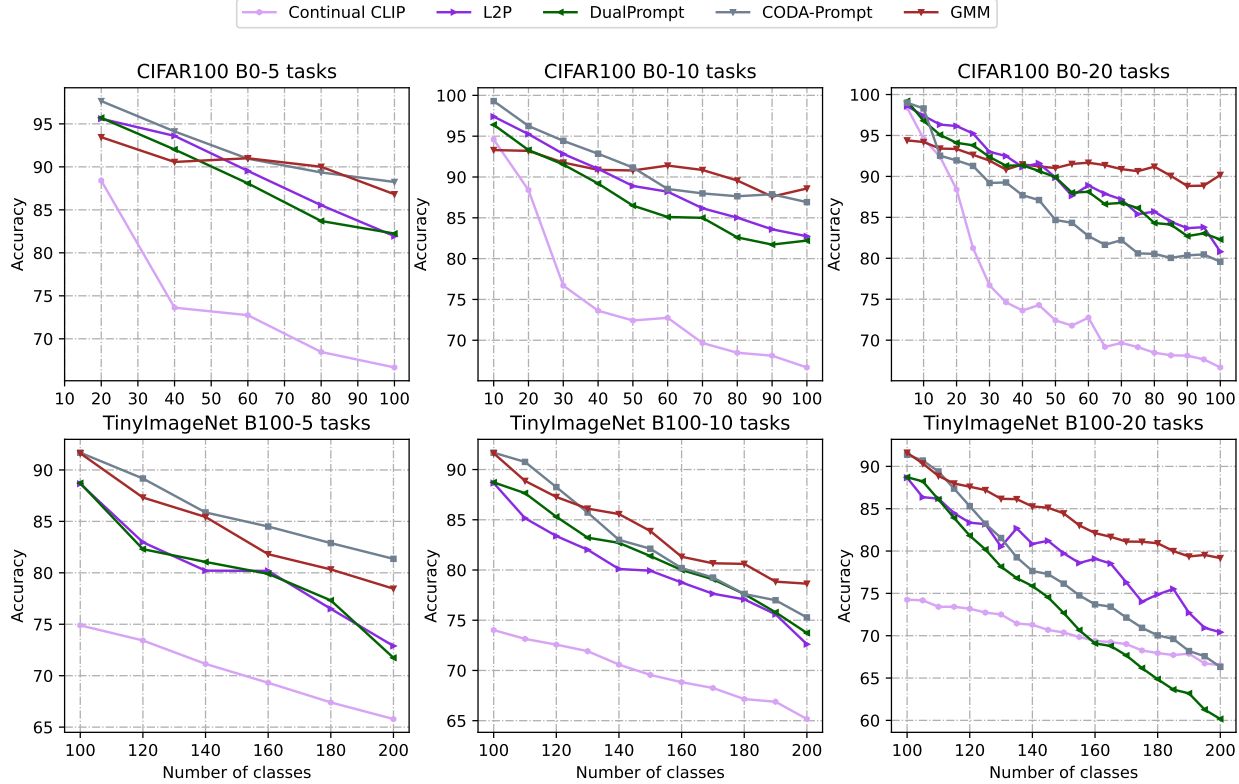 Continual CLIP L2P DualPrompt CODA-Prompt GMM
CIFAR100 B0-5 tasks
Accuracy
95
90
85
80
75
70
10 20 30 40 50 60 70 80 90 100
CIFAR100 B0-10 tasks
Accuracy
100
95
90
85
80
75
70
10 20 30 40 50 60 70 80 90 100
CIFAR100 B0-20 tasks
Accuracy
100
95
90
85
80
75
70
10 20 30 40 50 60 70 80 90 100
TinyImageNet B100-5 tasks
Accuracy
90
85
80
75
70
65
100 120 140 160 180 200
Number of classes
TinyImageNet B100-10 tasks
Accuracy
90
85
80
75
70
65
100 120 140 160 180 200
Number of classes
TinyImageNet B100-20 tasks
Accuracy
90
85
80
75
70
65
60
100 120 140 160 180 200
Number of classes